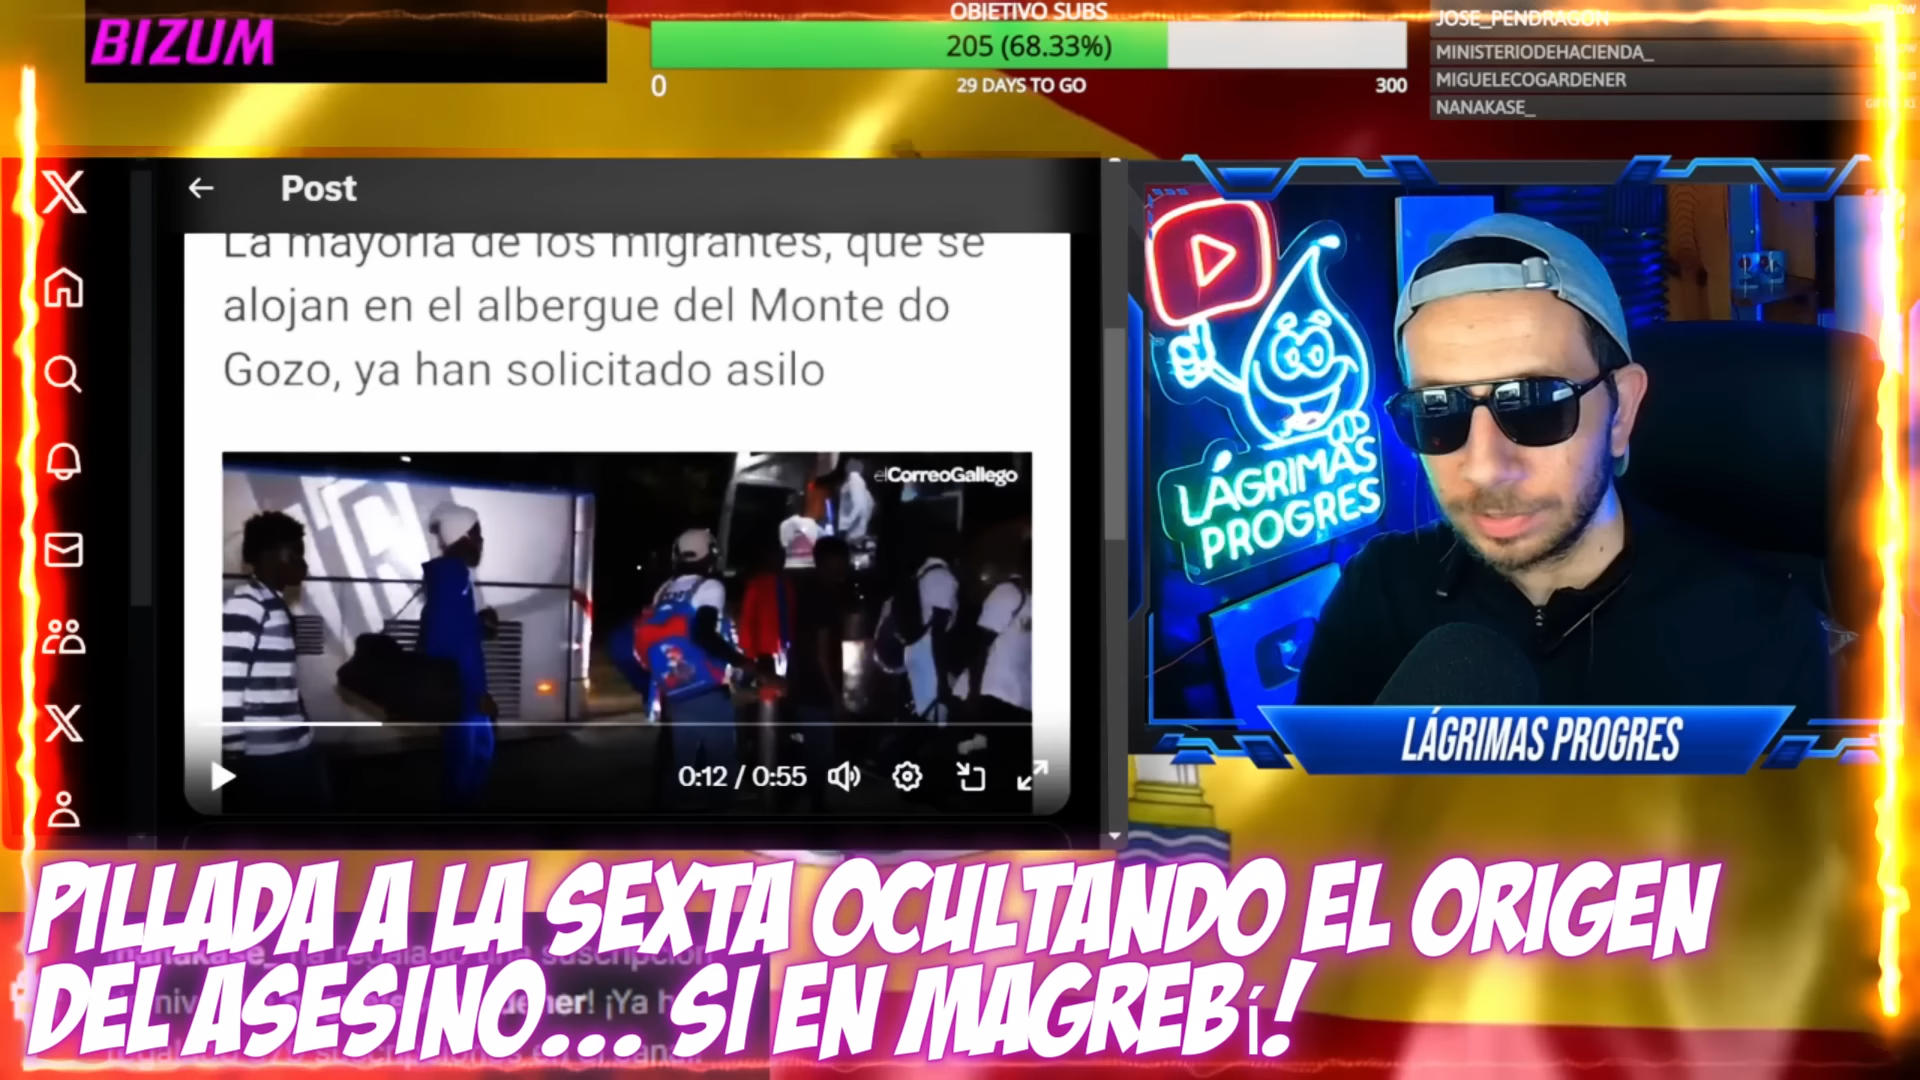 BIZUM
OBJETIVO SUBS
205 (68.33%)
0
29 DAYS TO GO
300
JOSE_PENDRAGON
MINISTERIODEHACIENDA_
MIGUELECOGARDENER
NANAKASE_
Post
La mayoría de los migrantes, que se
alojan en el albergue del Monte do
Gozo, ya han solicitado asilo
elCorreoGallego
0:12 / 0:55
LÁGRIMAS
PROGRES
LÁGRIMAS PROGRES
PILLADA A LA SEXTA OCULTANDO EL ORIGEN
DEL ASESINO... SI EN MAGREBí!